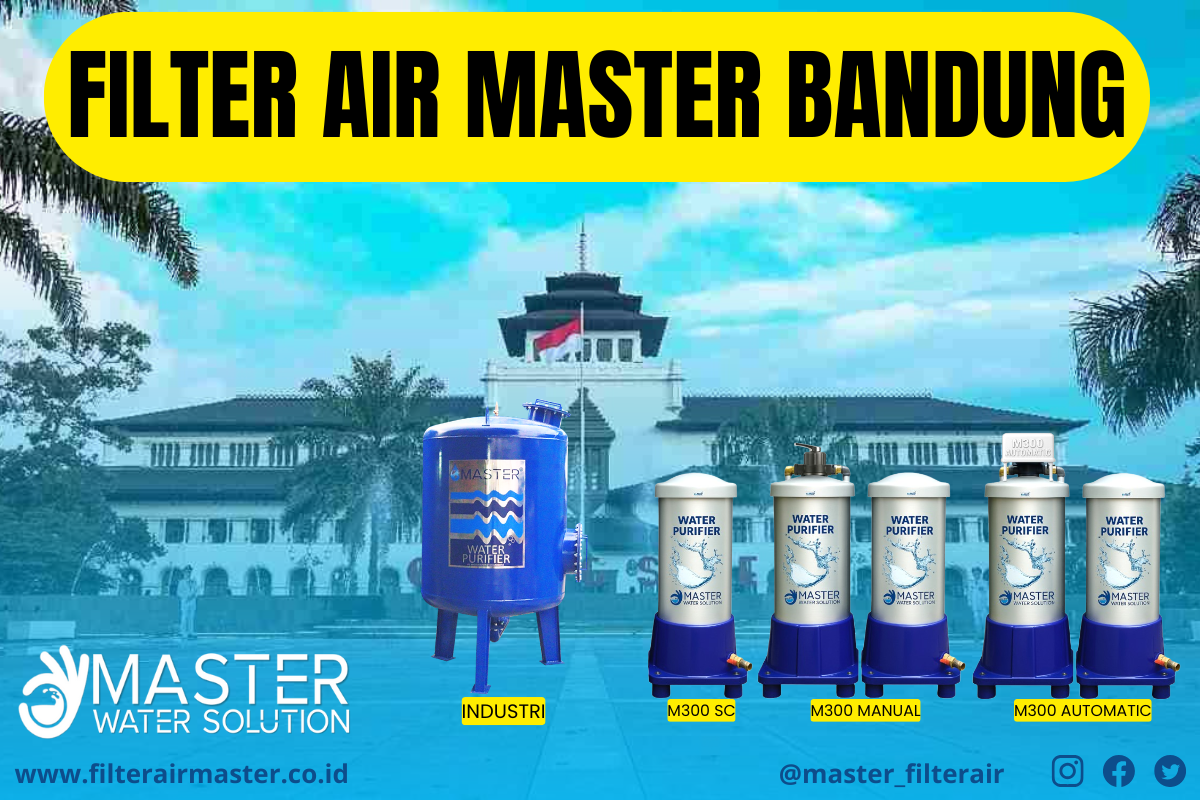 FILTER AIR MASTER BANDUNG
MASTER
WATER
PURIFIER
M300
AUTOMATIC
WATER
PURIFIER
MASTER
WATER SOLUTION
WATER
PURIFIER
MASTER
WATER SOLUTION
WATER
PURIFIER
MASTER
WATER SOLUTION
WATER
PURIFIER
MASTER
WATER SOLUTION
WATER
PURIFIER
MASTER
WATER SOLUTION
MASTER
WATER SOLUTION
INDUSTRI
M300 SC
M300 MANUAL
M300 AUTOMATIC
www.filterairmaster.co.id
@master_filterair